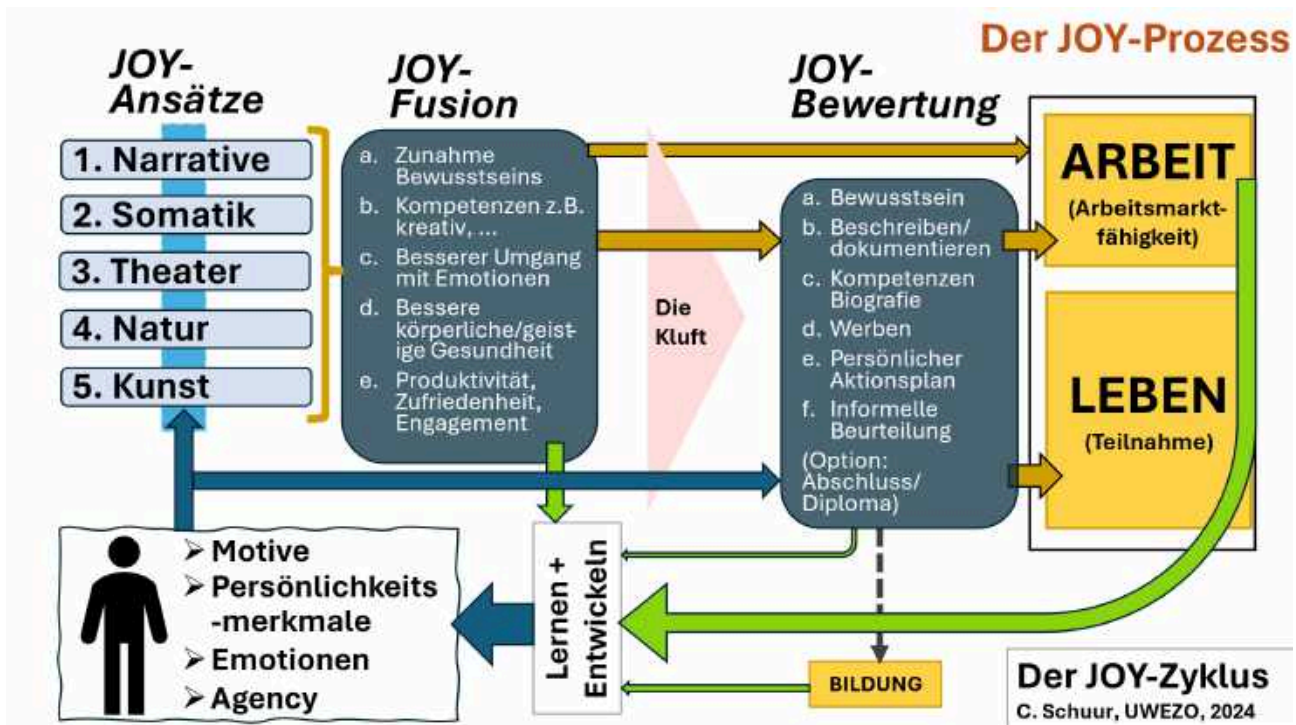 Der JOY-Prozess
JOY-
Ansätze
1. Narrative
2. Somatik
3. Theater
4. Natur
5. Kunst
JOY-
Fusion
a. Zunahme
Bewusstseins
b. Kompetenzen z.B.
kreativ, ...
c. Besserer Umgang
mit Emotionen
d. Bessere
körperliche/geist-
ige Gesundheit
e. Produktivität,
Zufriedenheit,
Engagement
Die
Kluft
JOY-
Bewertung
a. Bewusstsein
b. Beschreiben/
dokumentieren
c. Kompetenzen
Biografie
d. Werben
e. Persönlicher
Aktionsplan
f. Informelle
Beurteilung
(Option:
Abschluss/
Diploma)
ARBEIT
(Arbeitsmarkt-
fähigkeit)
LEBEN
(Teilnahme)
➢ Motive
➢ Persönlichkeits
-merkmale
➢ Emotionen
➢ Agency
Lernen +
Entwickeln
BILDUNG
Der JOY-Zyklus
C. Schuur, UWEZO, 2024